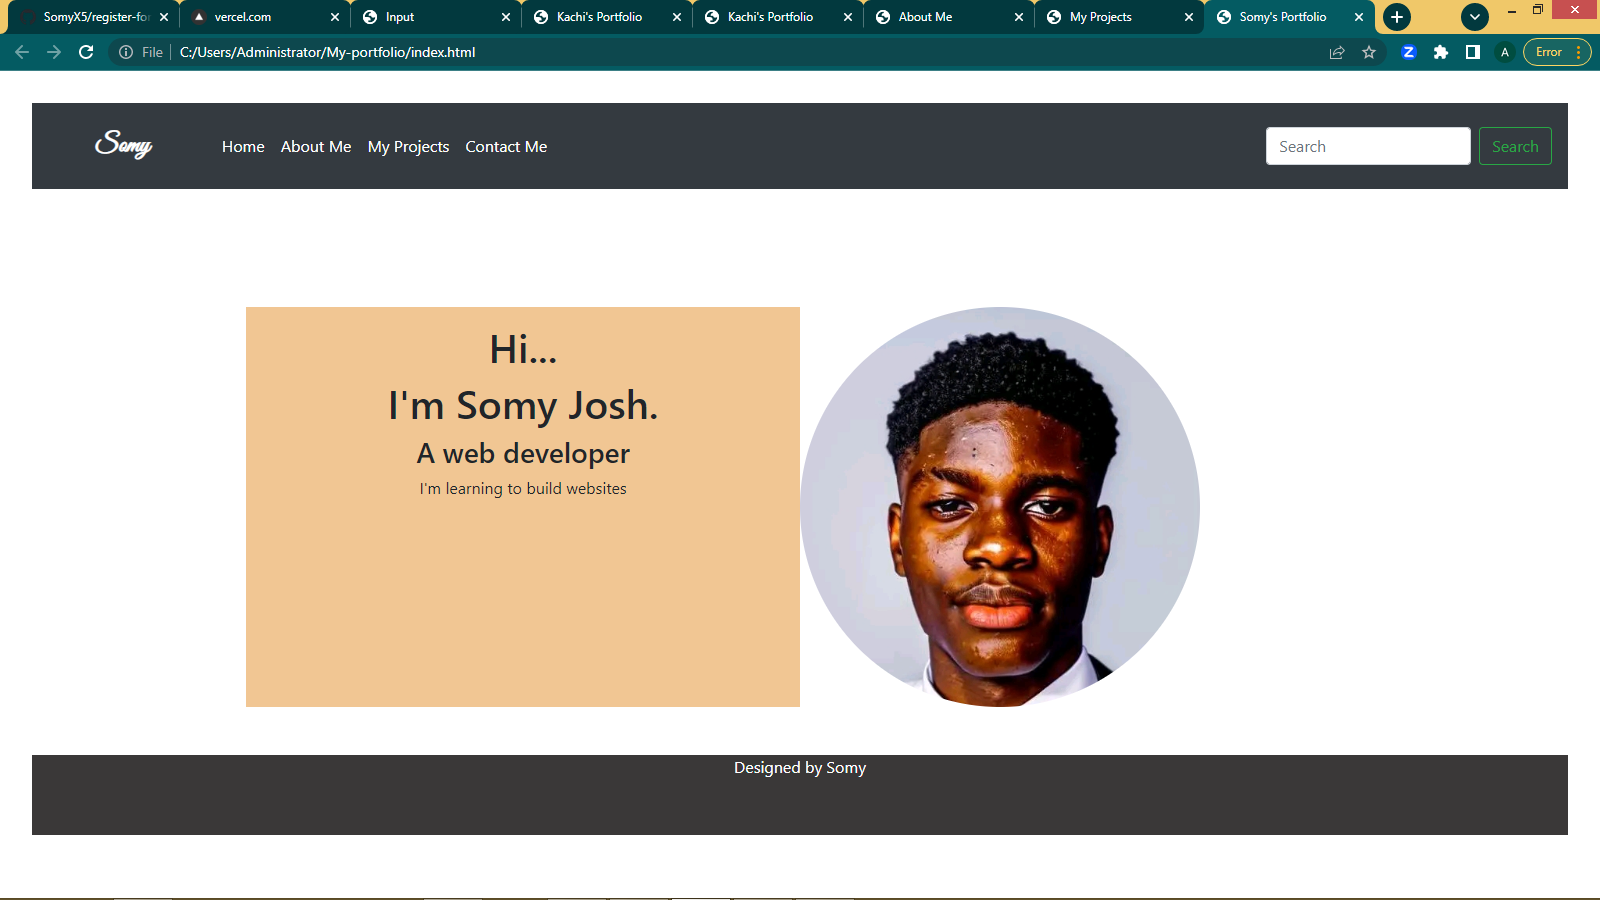 SomyX5/register-for
vercel.com
Input
Kachi's Portfolio
Kachi's Portfolio
About Me
My Projects
Somy's Portfolio
File
C:/Users/Administrator/My-portfolio/index.html
Z
A
Error
Somy
Home
About Me
My Projects
Contact Me
Search
Search
Hi...
I'm Somy Josh.
A web developer
I'm learning to build websites
Designed by Somy